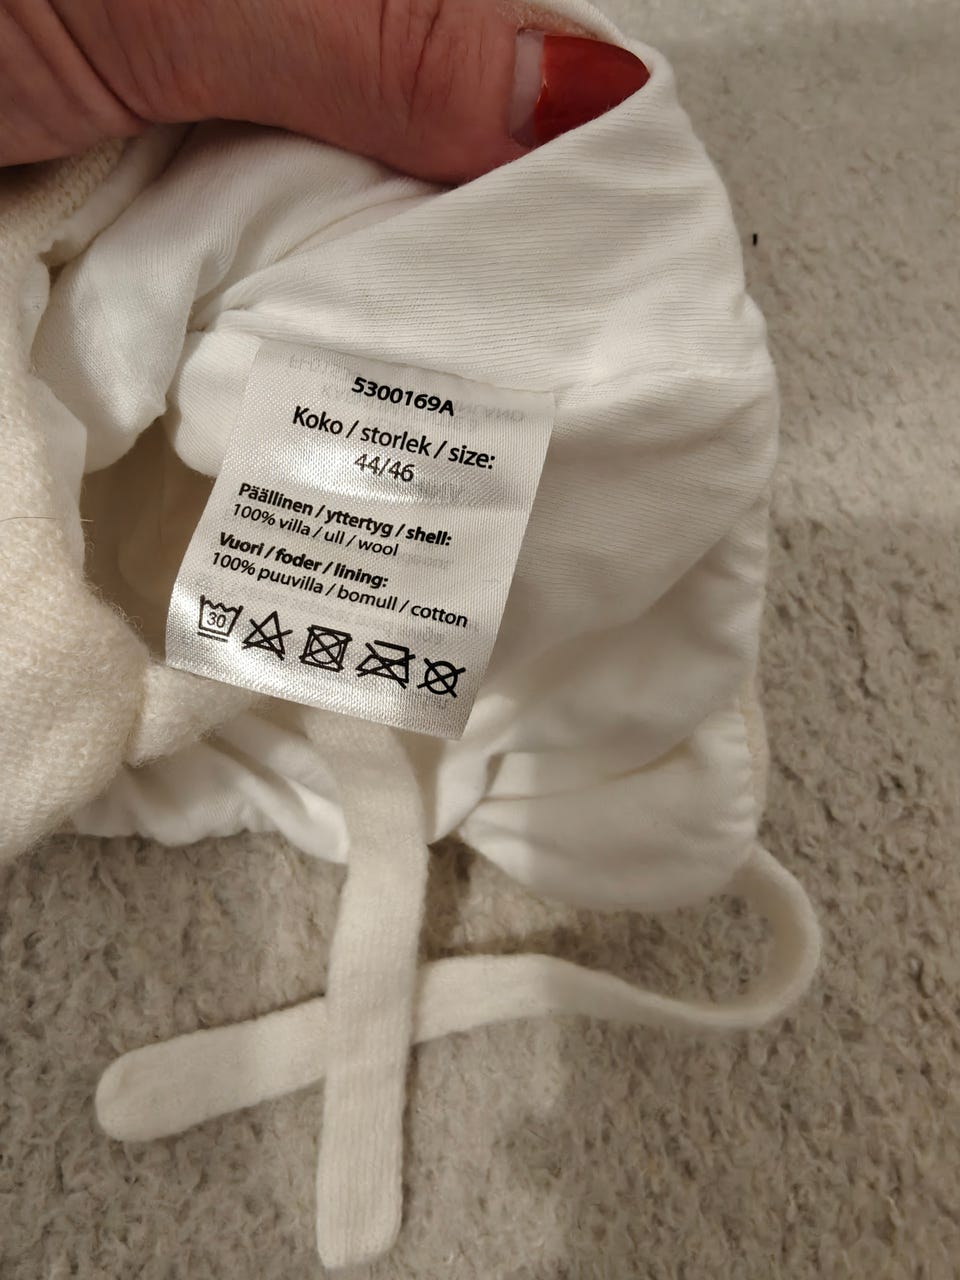 5300169A
Koko / storlek / size:
44/46
Päällinen / yttertyg / shell:
100% villa / ull / wool
Vuori / foder / lining:
100% puuvilla / bomull / cotton
30